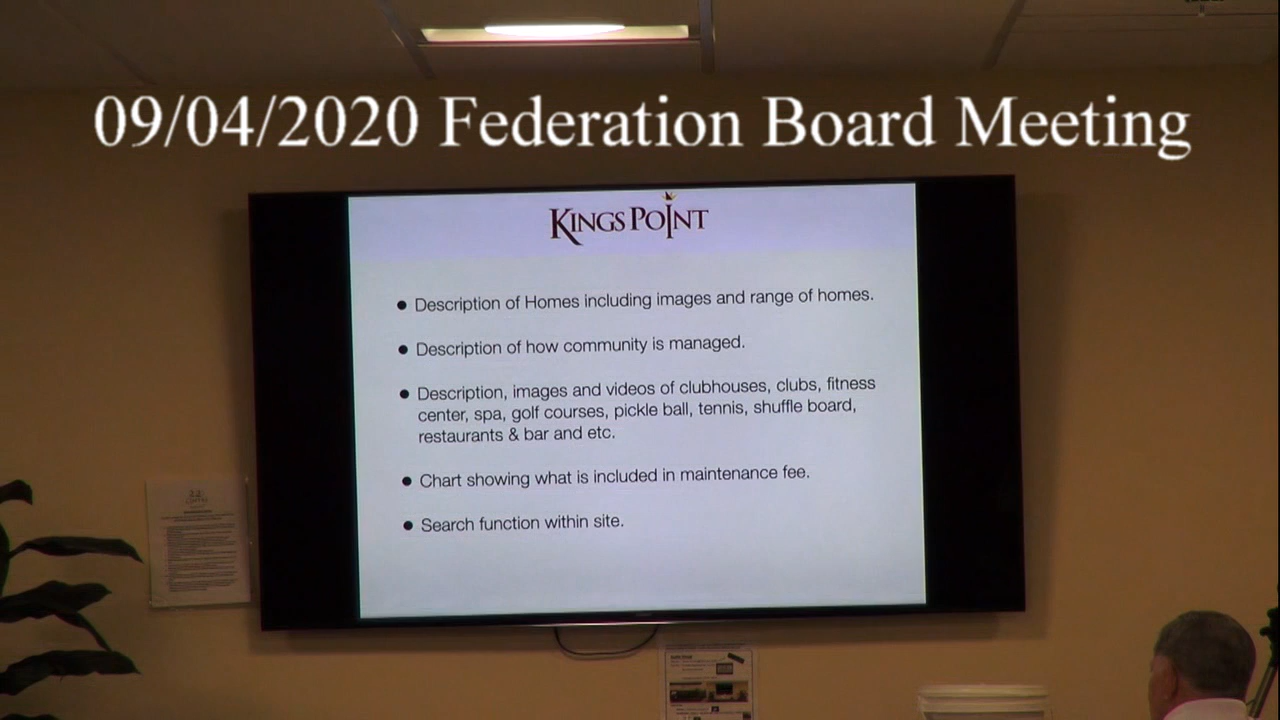 09/04/2020 Federation Board Meeting
KINGS POINT
● Description of Homes including images and range of homes.
● Description of how community is managed.
● Description, images and videos of clubhouses, clubs, fitness
center, spa, golf courses, pickle ball, tennis, shuffle board,
restaurants & bar and etc.
● Chart showing what is included in maintenance fee.
● Search function within site.